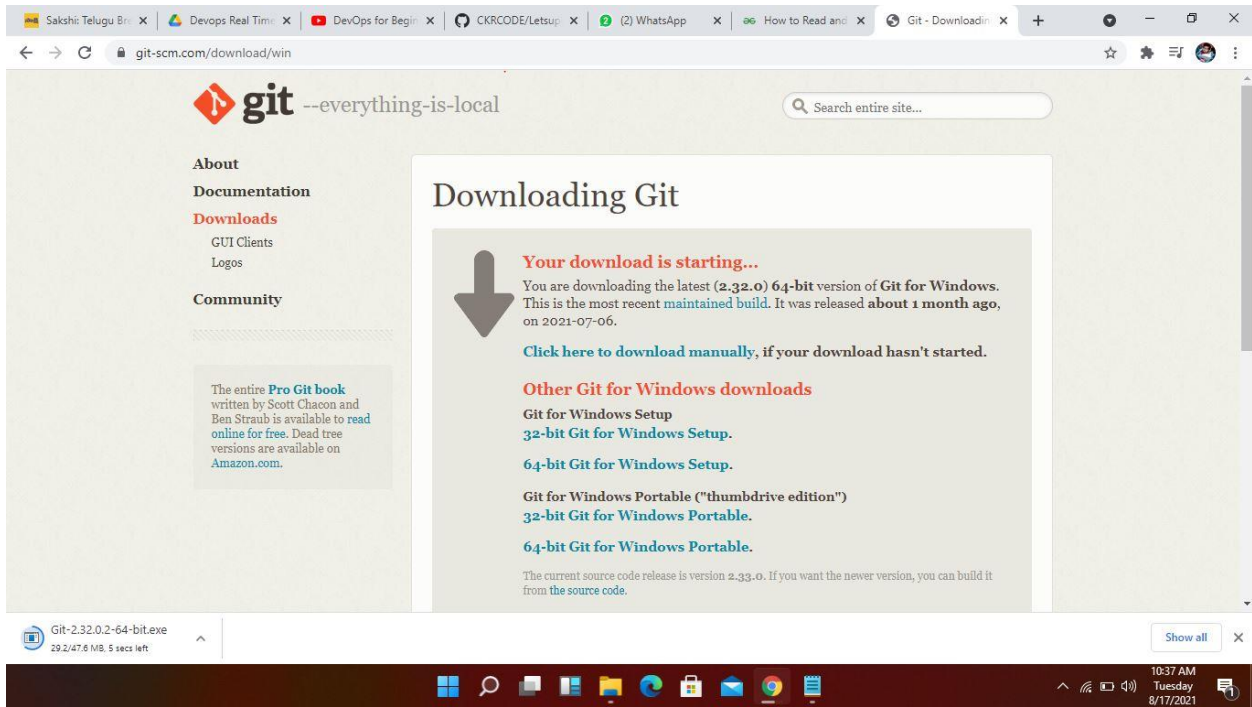 Sakshi: Telugu Bre
Devops Real Time
DevOps for Begin
CKRCODE/Letsup
(2) WhatsApp
How to Read and
Git - Downloadin
git-scm.com/download/win
git --everything-is-local
Search entire site...
About
Documentation
Downloads
GUI Clients
Logos
Community
The entire Pro Git book
written by Scott Chacon and
Ben Straub is available to read
online for free. Dead tree
versions are available on
Amazon.com.
Downloading Git
Your download is starting...
You are downloading the latest (2.32.0) 64-bit version of Git for Windows.
This is the most recent maintained build. It was released about 1 month ago,
on 2021-07-06.
Click here to download manually, if your download hasn't started.
Other Git for Windows downloads
Git for Windows Setup
32-bit Git for Windows Setup.
64-bit Git for Windows Setup.
Git for Windows Portable ("thumbdrive edition")
32-bit Git for Windows Portable.
64-bit Git for Windows Portable.
The current source code release is version 2.33.0. If you want the newer version, you can build it
from the source code.
Git-2.32.0.2-64-bit.exe
29.2/47.6 MB, 5 secs left
Show all
10:37 AM
Tuesday
8/17/2021